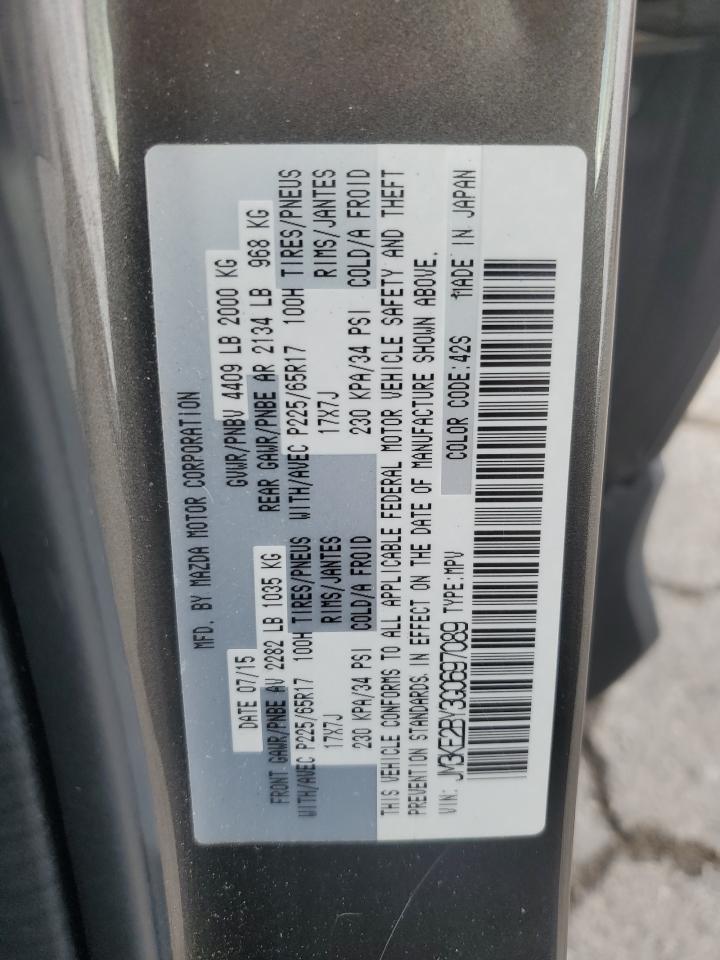 MFD. BY MAZDA MOTOR CORPORATION
DATE 07/15 GVWR/PNBV 4409 LB 2000 KG
FRONT GAWR/PNBE AV 2282 LB 1035 KG REAR GAWR/PNBE AR 2134 LB 968 KG
WITH/AVEC P225/65R17 100H TIRES/PNEUS WITH/AVEC P225/65R17 100H TIRES/PNEUS
17X7J RIMS/JANTES 17X7J RIMS/JANTES
230 KPA/34 PSI COLD/A FROID 230 KPA/34 PSI COLD/A FROID
THIS VEHICLE CONFORMS TO ALL APPLICABLE FEDERAL MOTOR VEHICLE SAFETY AND THEFT
PREVENTION STANDARDS. IN EFFECT ON THE DATE OF MANUFACTURE SHOWN ABOVE.
VIN: JM3KE2BY3G0697089 TYPE:MPV COLOR CODE:42S MADE IN JAPAN